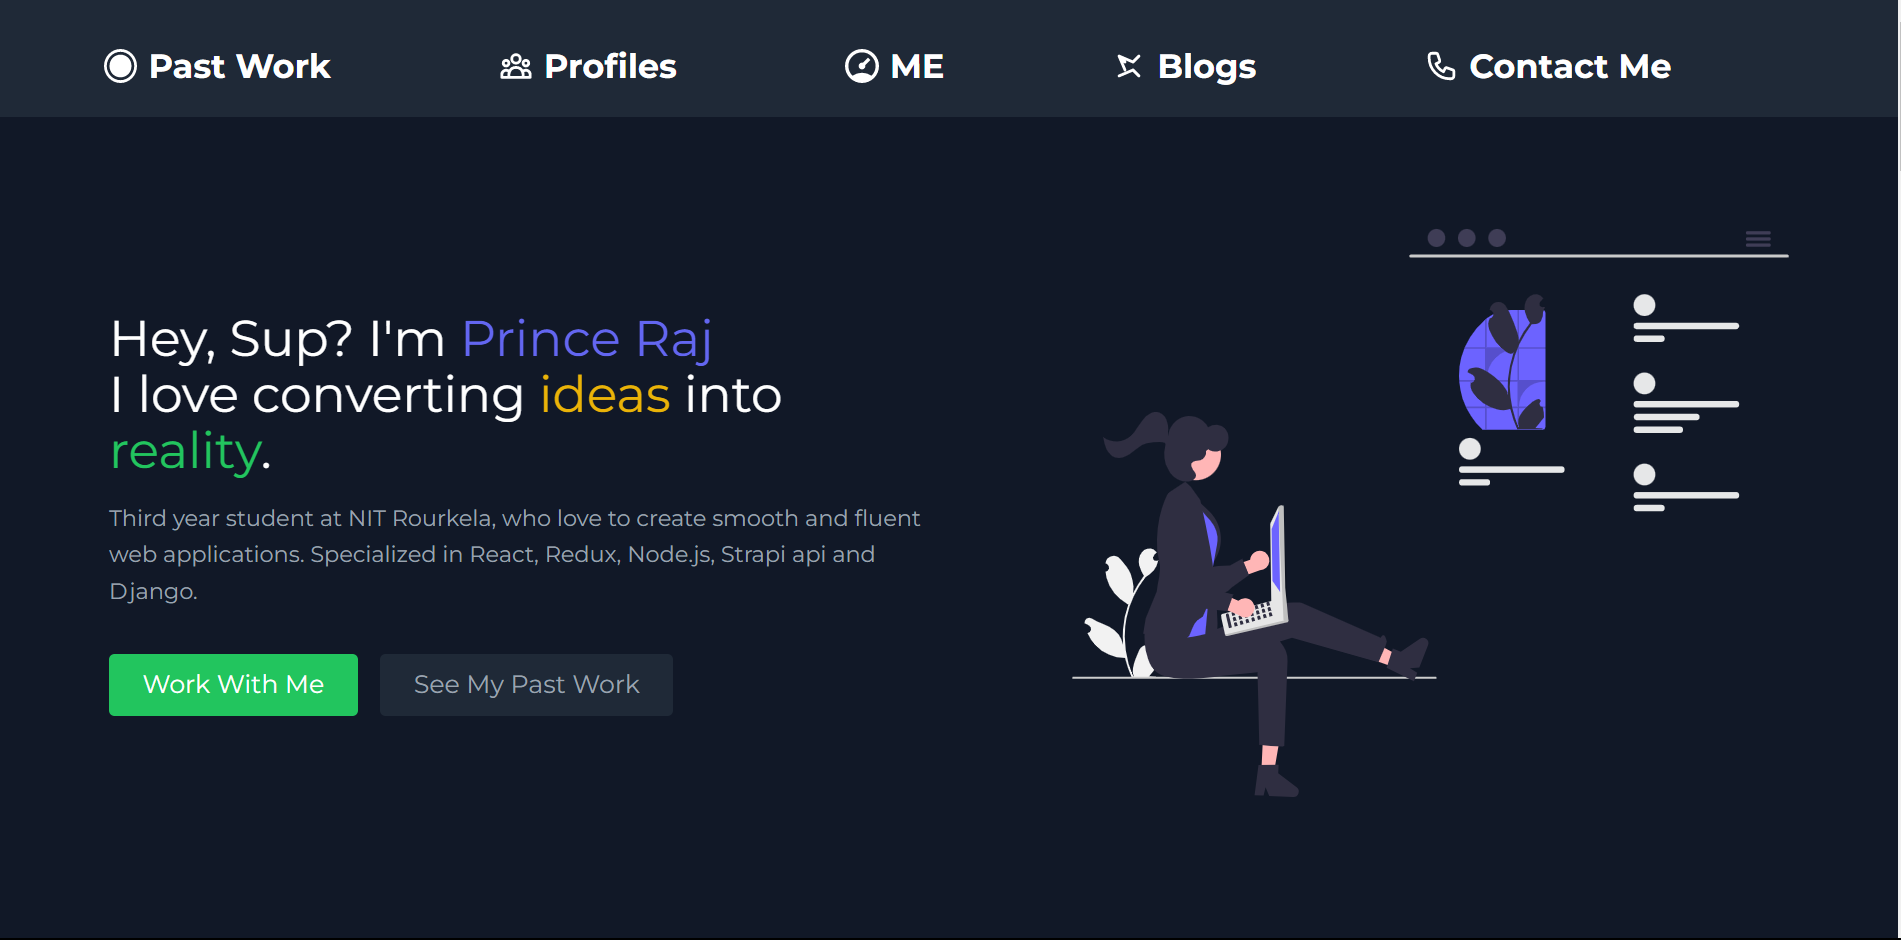 Past Work
Profiles
ME
Blogs
Contact Me
Hey, Sup? I'm Prince Raj
I love converting ideas into
reality.
Third year student at NIT Rourkela, who love to create smooth and fluent
web applications. Specialized in React, Redux, Node.js, Strapi api and
Django.
Work With Me
See My Past Work